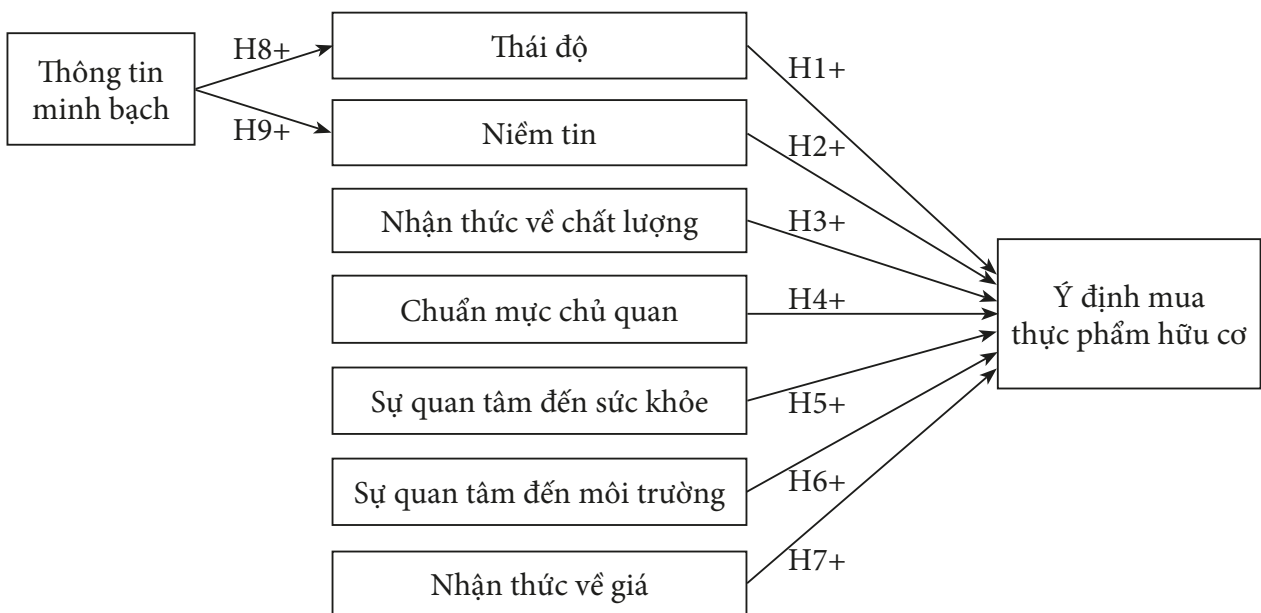 Thông tin
minh bạch
H8+
H9+
Thái độ
Niềm tin
Nhận thức về chất lượng
Chuẩn mực chủ quan
Sự quan tâm đến sức khỏe
Sự quan tâm đến môi trường
Nhận thức về giá
H1+
H2+
H3+
H4+
H5+
H6+
H7+
Ý định mua
thực phẩm hữu cơ